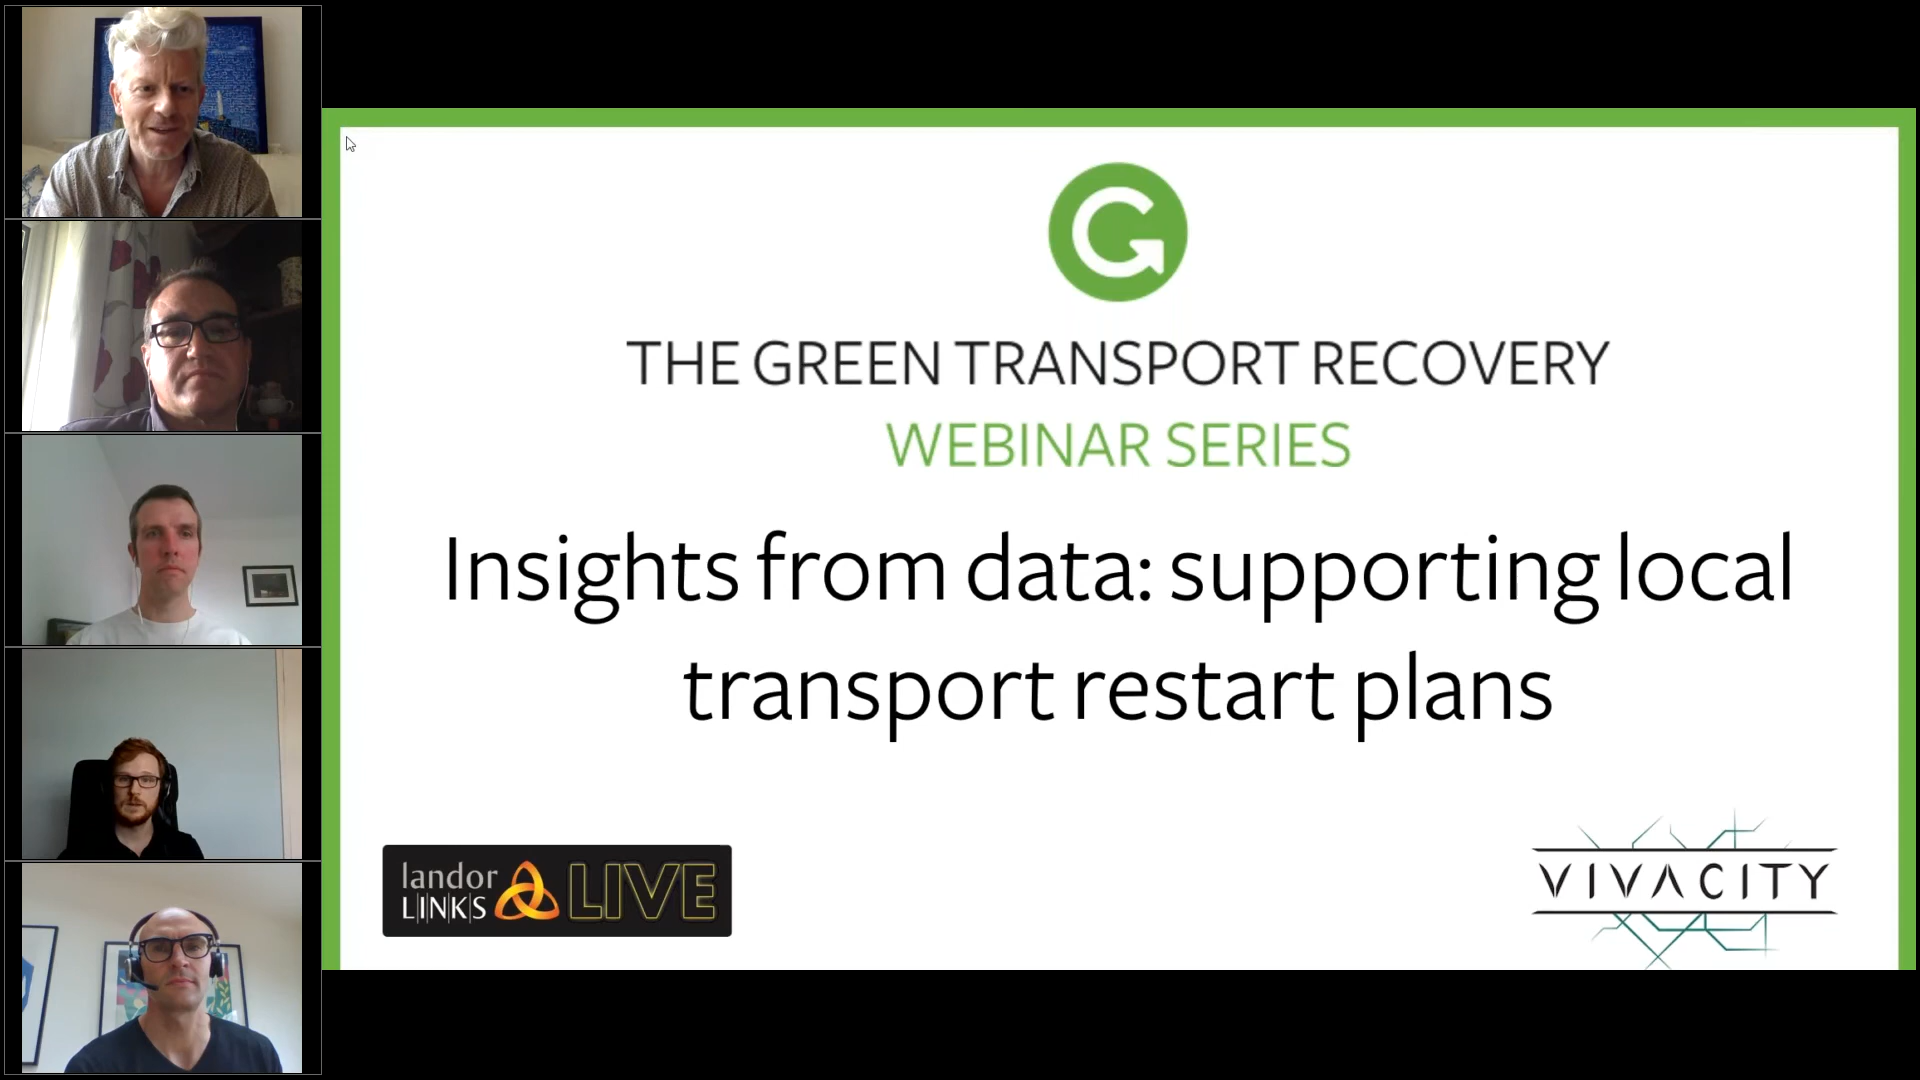 G
THE GREEN TRANSPORT RECOVERY
WEBINAR SERIES
Insights from data: supporting local
transport restart plans
landor
LINKS
LIVE
VIVACITY